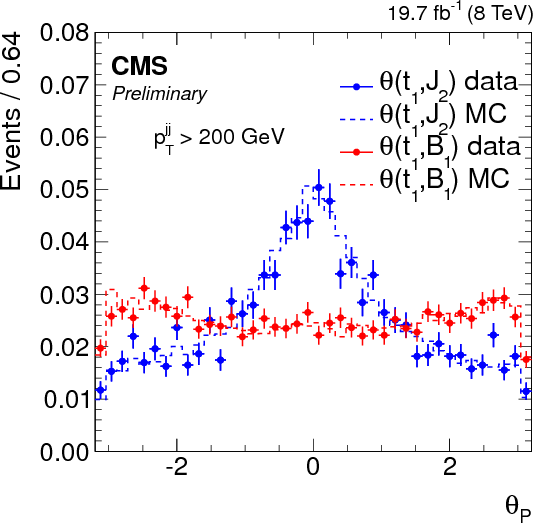 19.7 fb⁻¹ (8 TeV)
Events / 0.64
0.08
0.07
0.06
0.05
0.04
0.03
0.02
0.01
0.00
CMS
Preliminary
p_T^jj > 200 GeV
θ(t₁,J₂) data
θ(t₁,J₂) MC
θ(t₁,B₁) data
θ(t₁,B₁) MC
-2 0 2
θ_P